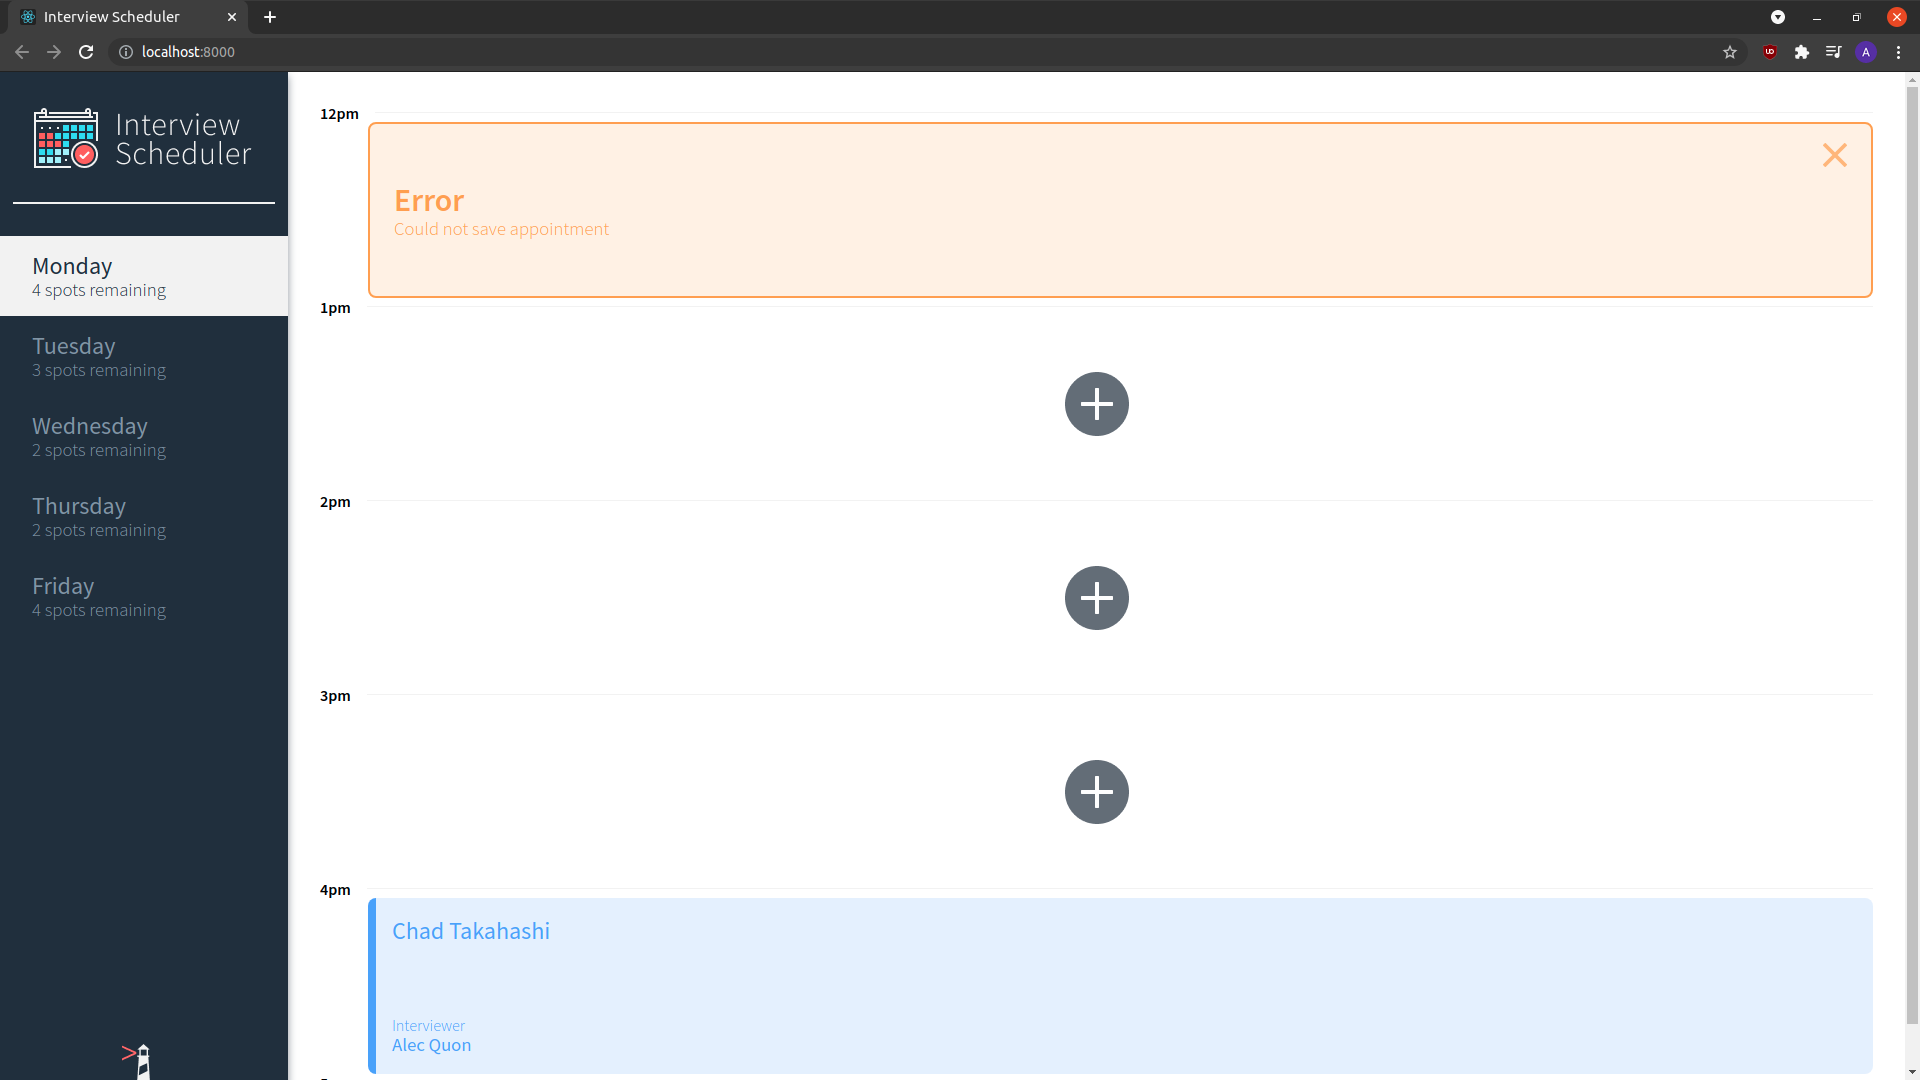 Interview Scheduler
localhost:8000
A
Interview
Scheduler
Monday
4 spots remaining
Tuesday
3 spots remaining
Wednesday
2 spots remaining
Thursday
2 spots remaining
Friday
4 spots remaining
12pm
Error
Could not save appointment
1pm
2pm
3pm
4pm
Chad Takahashi
Interviewer
Alec Quon